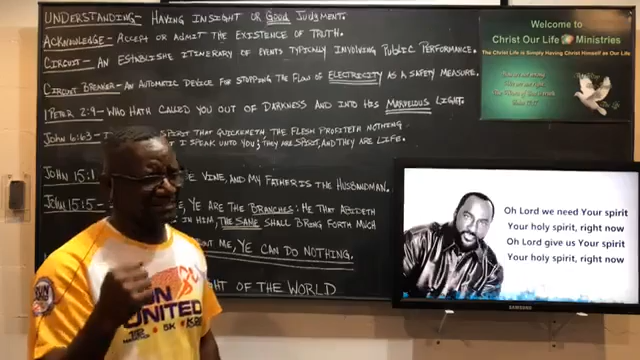 Understanding- Having insight or Good Judgment.
Acknowledge- Accept or admit the existence of truth.
Circuit- An establishe itinerary of events typically involving Public Performance.
Circuit Breaker- An automatic device for stopping the flow of Electricity as a safety measure.
1 Peter 2:9- Who hath called you out of darkness and into his Marvelous light.
John 6:63- I Spirit that quickeneth the flesh profiteth nothing
t I speak unto you; they are Spirit, and they are life.
John 15:1 e vine, and my Father is the Husbandman.
John 15:5- , Ye are the Branches: He that abideth
in him, the same shall bring forth much
ut me, Ye can do nothing.
ht of the World
Welcome to
Christ Our Life Ministries
The Christ Life is Simply Having Christ Himself as Our Life
Oh Lord we need Your spirit
Your holy spirit, right now
Oh Lord give us Your spirit
Your holy spirit, right now
SAMSUNG
UN
UNITED
5K